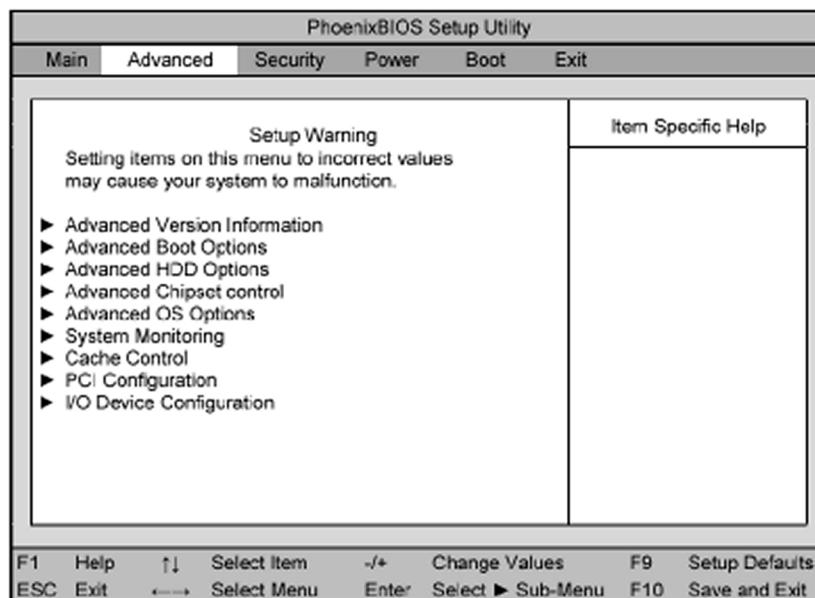 PhoenixBIOS Setup Utility
Main Advanced Security Power Boot Exit
Setup Warning
Setting items on this menu to incorrect values
may cause your system to malfunction.
► Advanced Version Information
► Advanced Boot Options
► Advanced HDD Options
► Advanced Chipset control
► Advanced OS Options
► System Monitoring
► Cache Control
► PCI Configuration
► I/O Device Configuration
Item Specific Help
F1 Help ↑↓ Select Item -/+ Change Values F9 Setup Defaults
ESC Exit ←→ Select Menu Enter Select ► Sub-Menu F10 Save and Exit